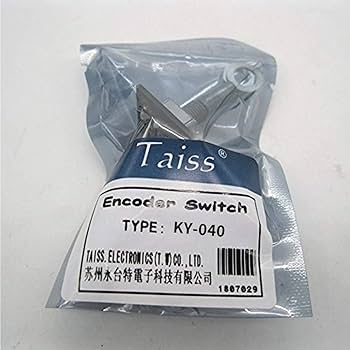 Taiss®
Encoder Switch
TYPE: KY-040
TAISS.ELECTRONICS(T.W)CO.,LTD.
苏州永台特電子科技有限公司
1807029